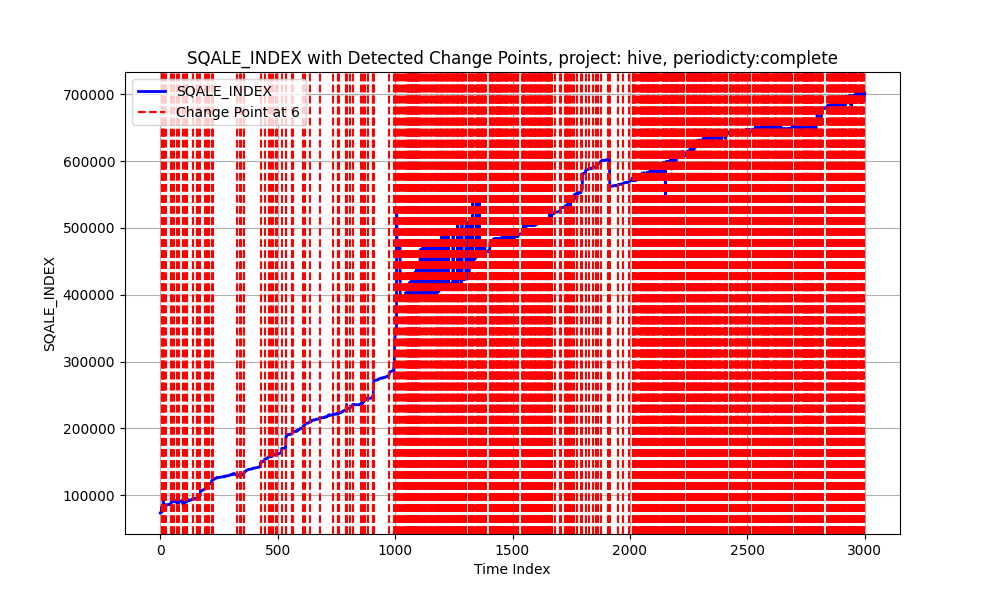 SQALE_INDEX with Detected Change Points, project: hive, periodicty:complete
SQALE_INDEX
Change Point at 6
700000
600000
500000
400000
300000
200000
100000
SQALE_INDEX
0
500
1000
1500
2000
2500
3000
Time Index